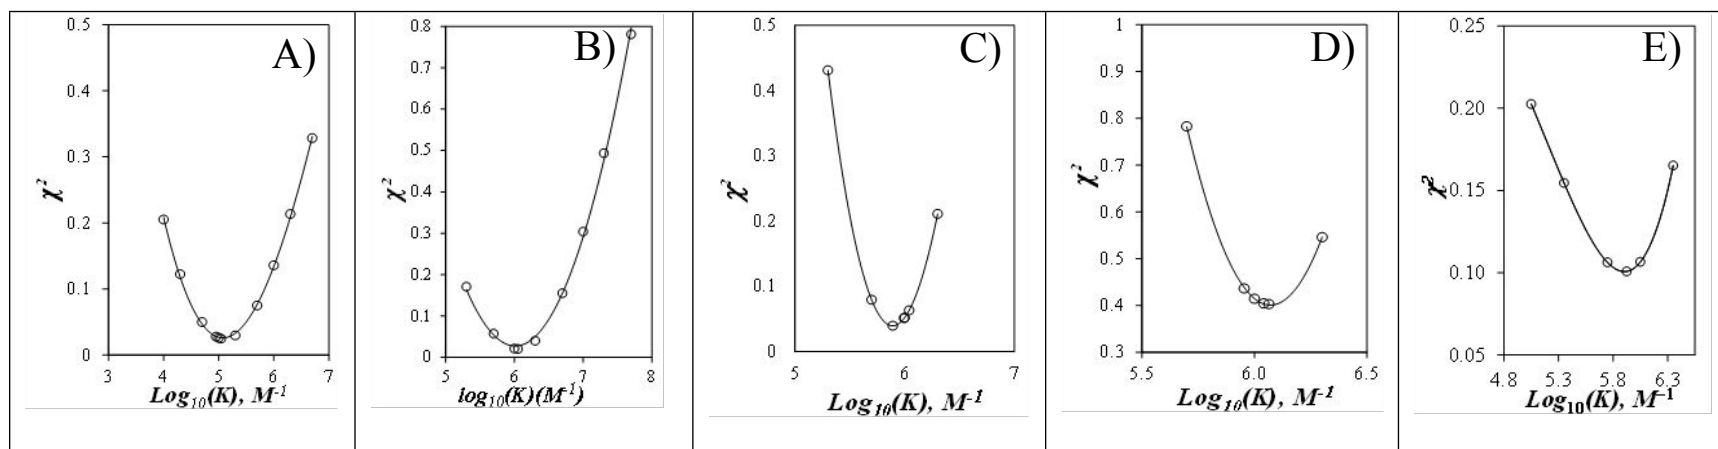 A)
0.5
0.4
0.3
0.2
0.1
0
χ²
3 4 5 6 7
Log₁₀(K), M⁻¹
B)
0.8
0.7
0.6
0.5
0.4
0.3
0.2
0.1
0
χ²
5 6 7 8
log₁₀(K)(M⁻¹)
C)
0.5
0.4
0.3
0.2
0.1
0
χ²
5 6 7
Log₁₀(K), M⁻¹
D)
1
0.9
0.8
0.7
0.6
0.5
0.4
0.3
χ²
5.5 6.0 6.5
Log₁₀(K), M⁻¹
E)
0.25
0.20
0.15
0.10
0.05
χ²
4.8 5.3 5.8 6.3
Log₁₀(K), M⁻¹